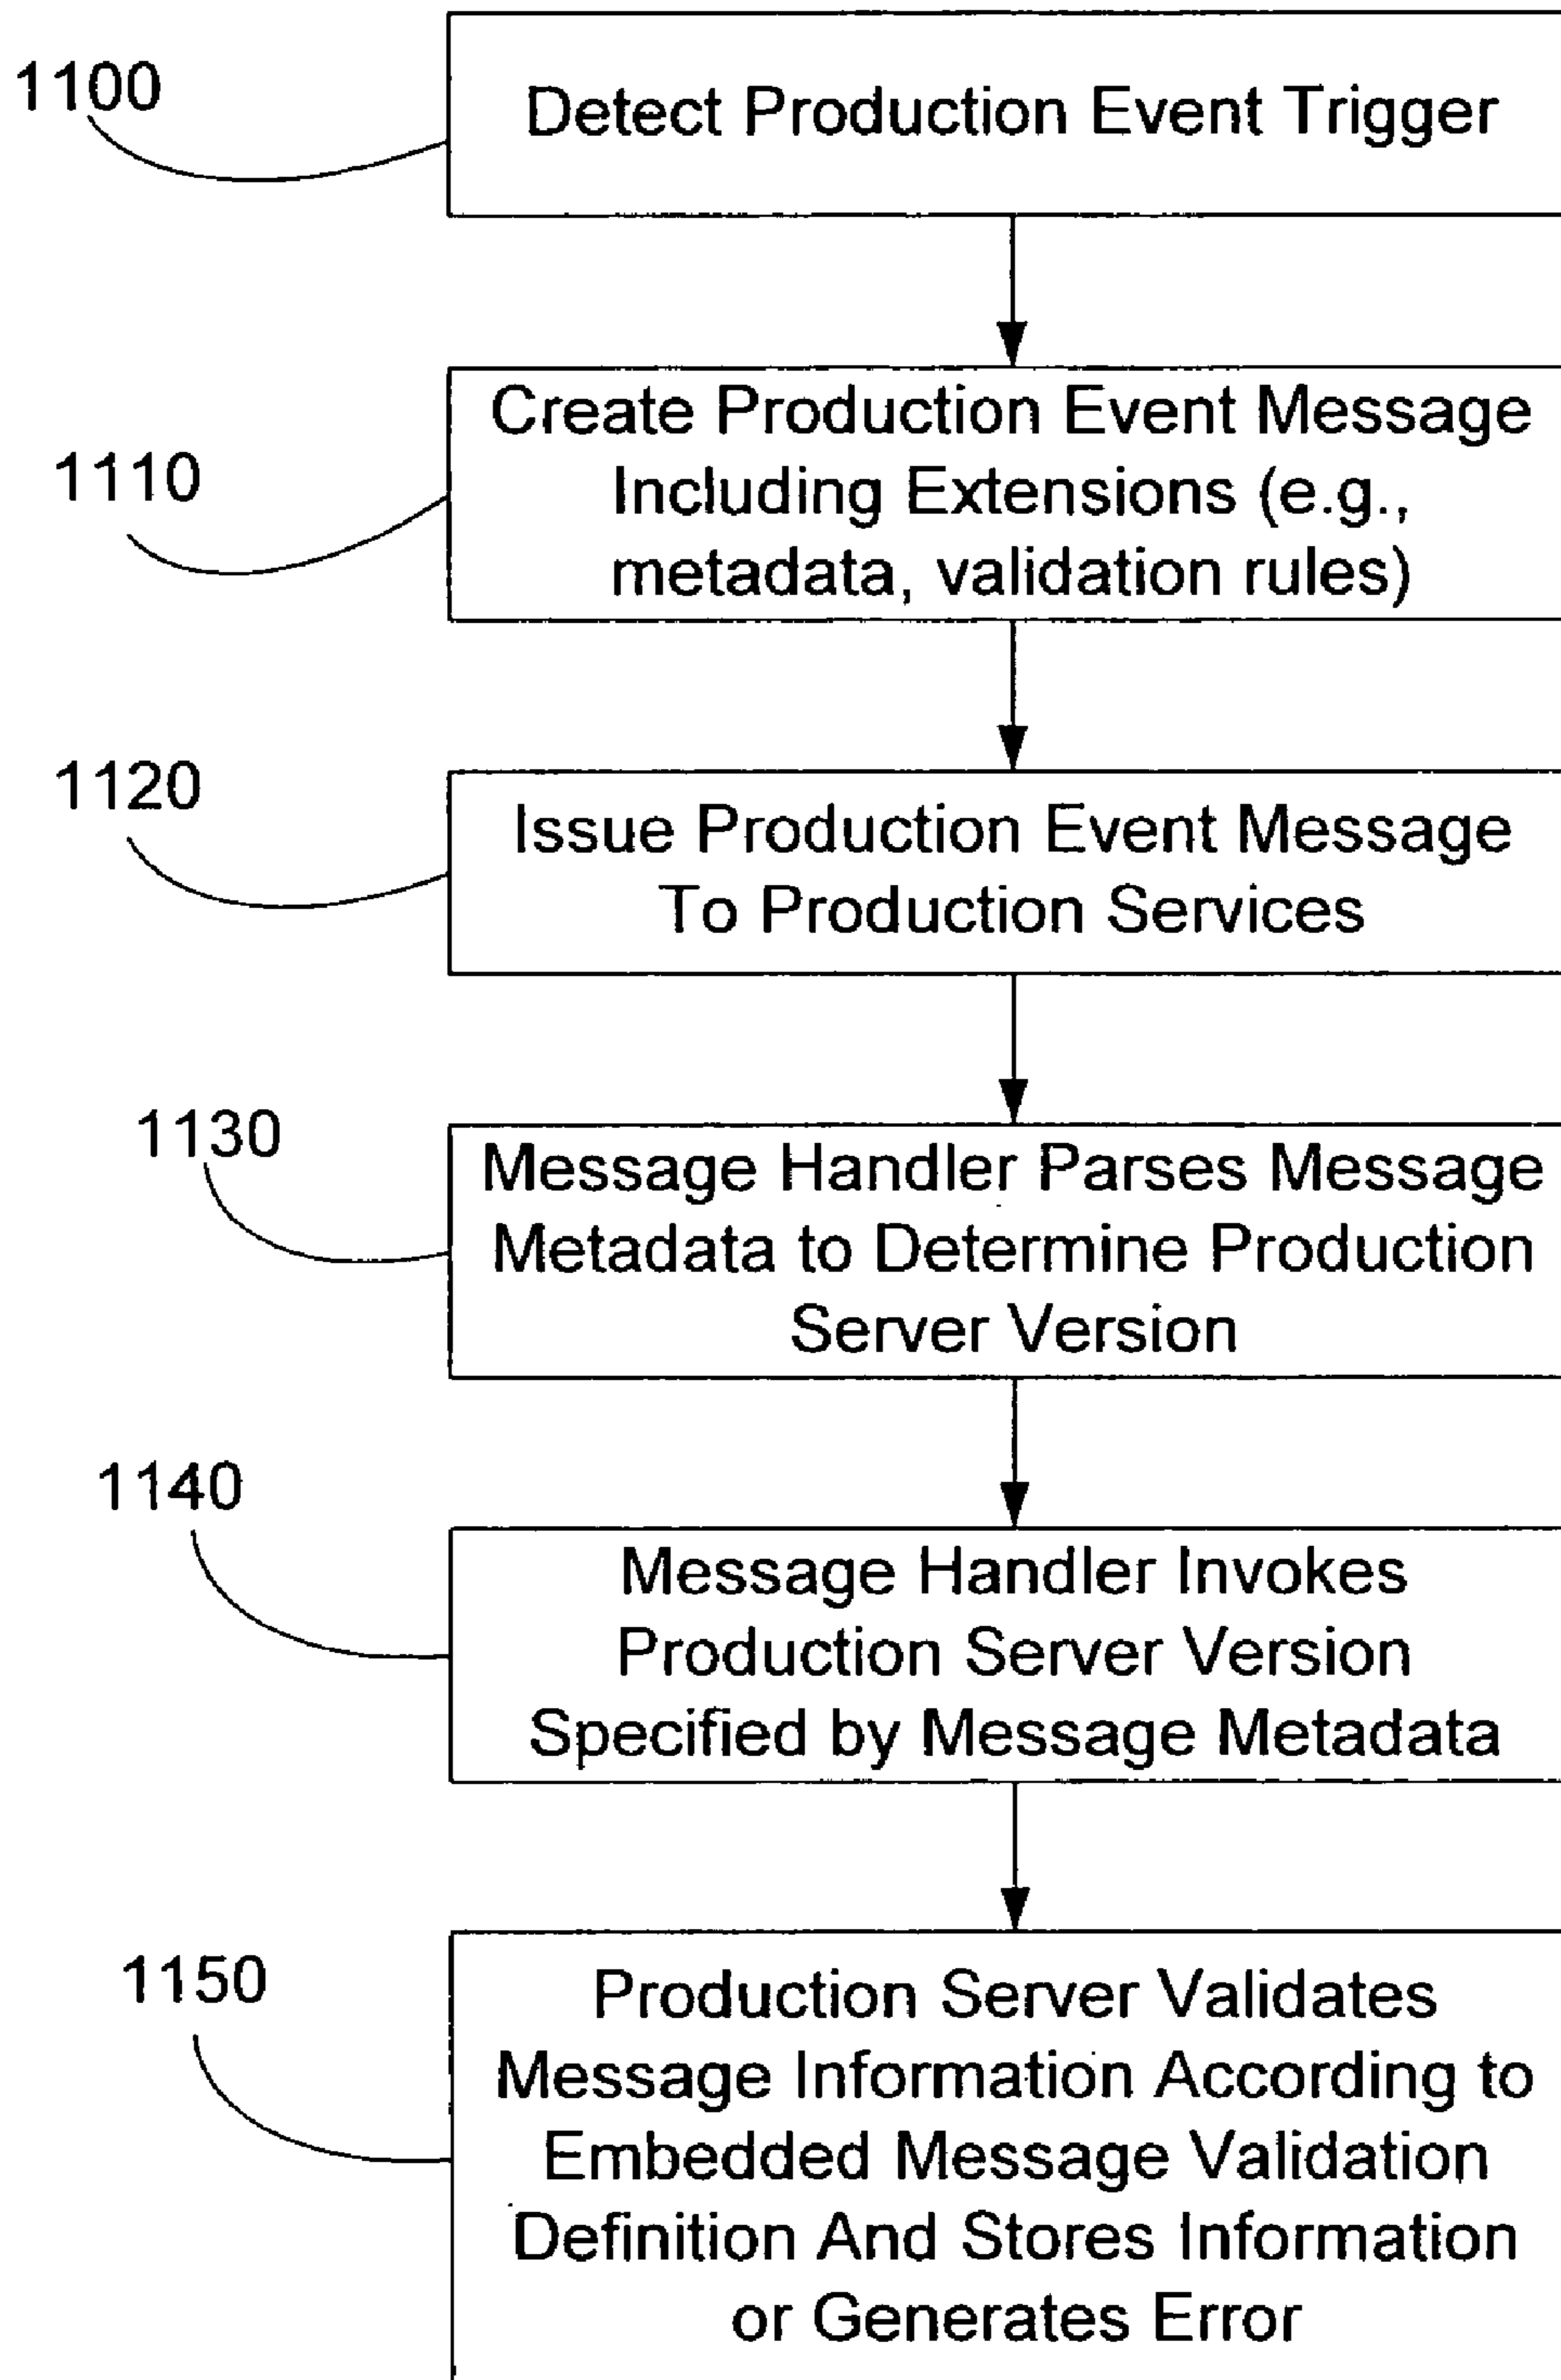 1100
Detect Production Event Trigger
1110
Create Production Event Message
Including Extensions (e.g.,
metadata, validation rules)
1120
Issue Production Event Message
To Production Services
1130
Message Handler Parses Message
Metadata to Determine Production
Server Version
1140
Message Handler Invokes
Production Server Version
Specified by Message Metadata
1150
Production Server Validates
Message Information According to
Embedded Message Validation
Definition And Stores Information
or Generates Error